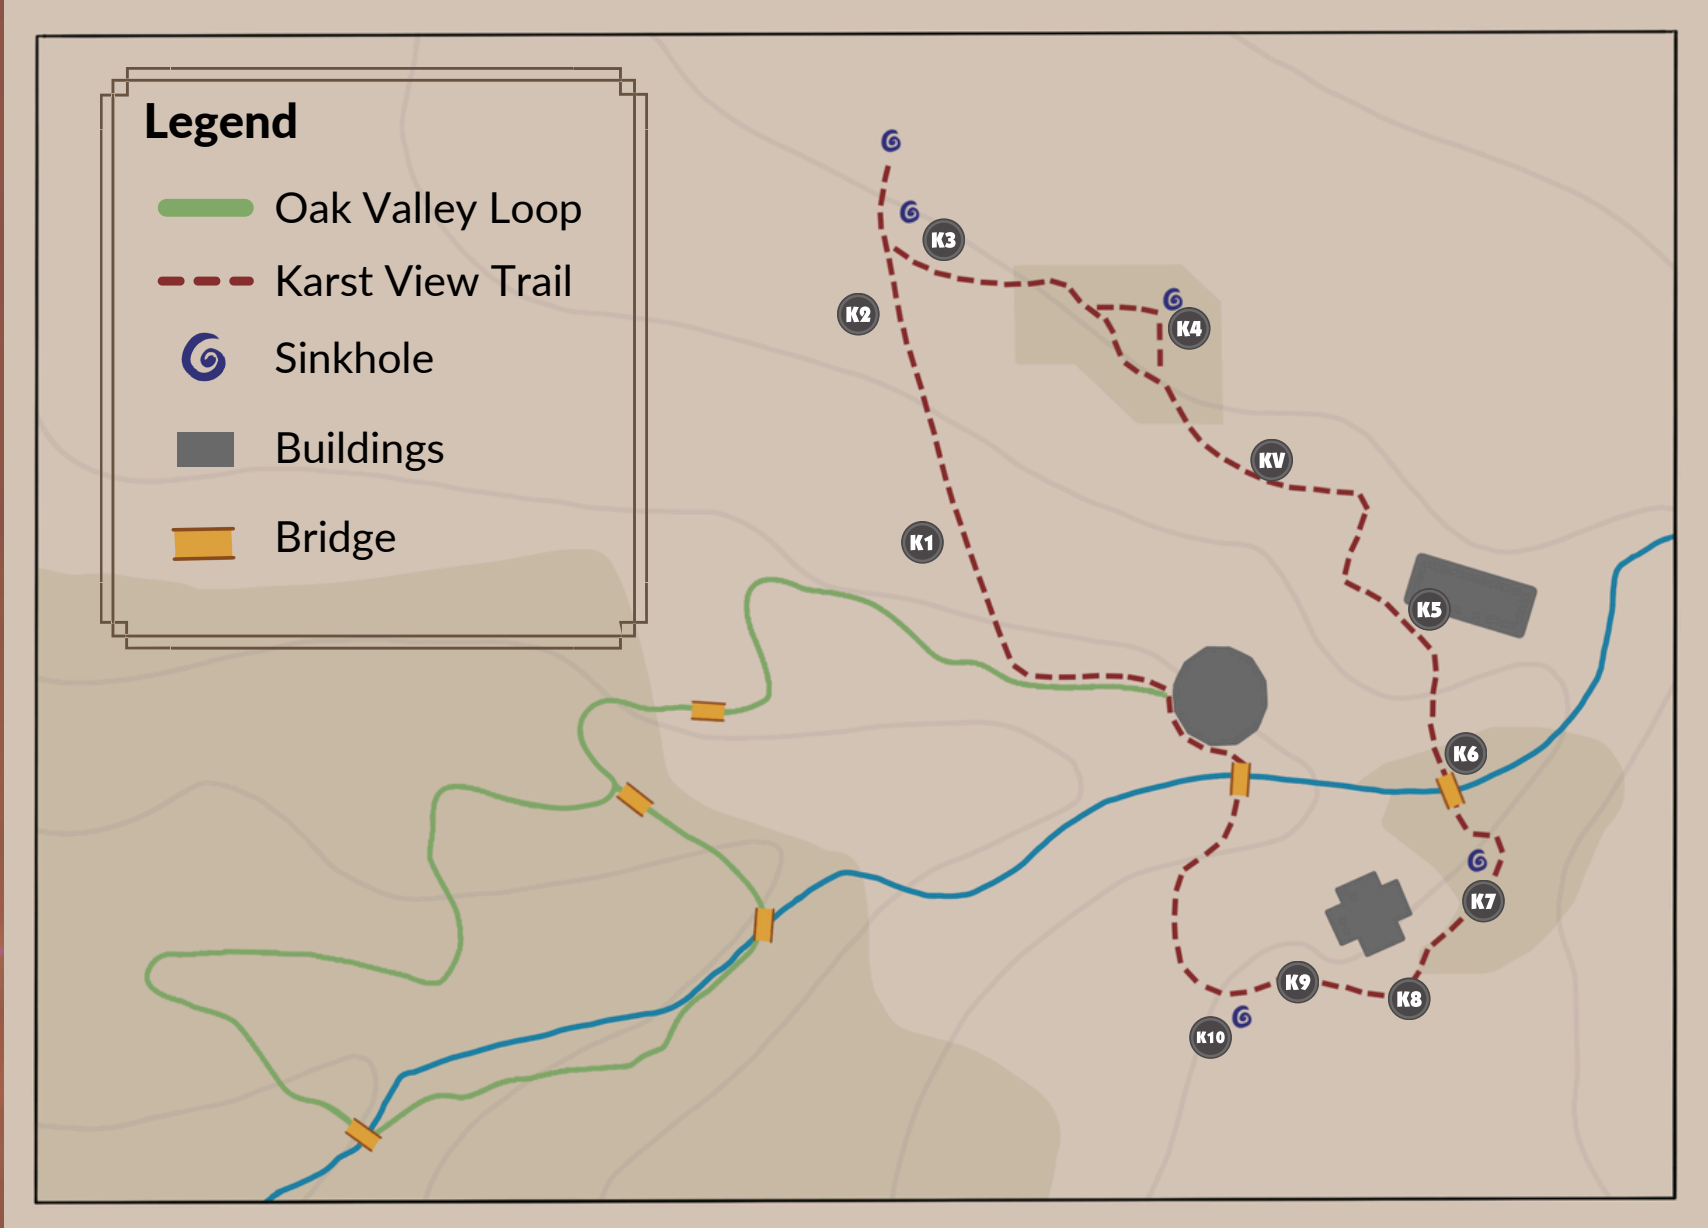 Legend
Oak Valley Loop
Karst View Trail
Sinkhole
Buildings
Bridge
K3
K2
K4
KV
K1
K5
K6
K7
K9
K8
K10